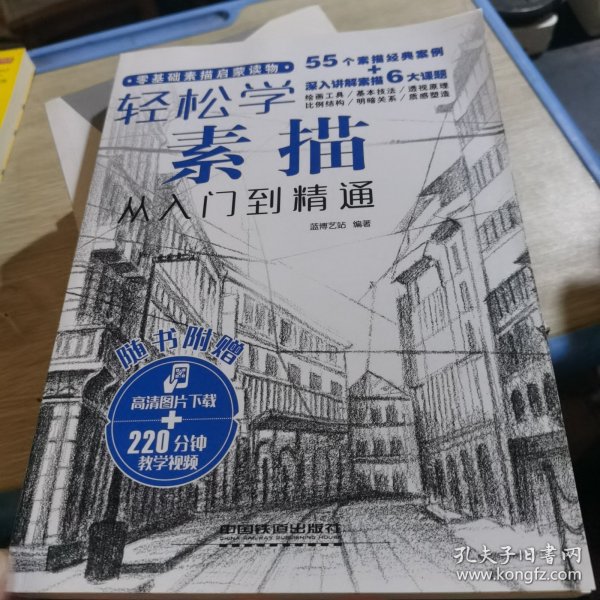 零基础素描启蒙读物
55个素描经典案例
+
深入讲解素描6大课题
绘画工具/基本技法/透视原理
比例结构/明暗关系/质感塑造
轻松学
素描
从入门到精通
蓝博艺站 编著
随书附赠
高清图片下载
+
220分钟
教学视频
中国铁道出版社
CHINA RAILWAY PUBLISHING HOUSE
孔夫子旧书网
www.kongfz.com